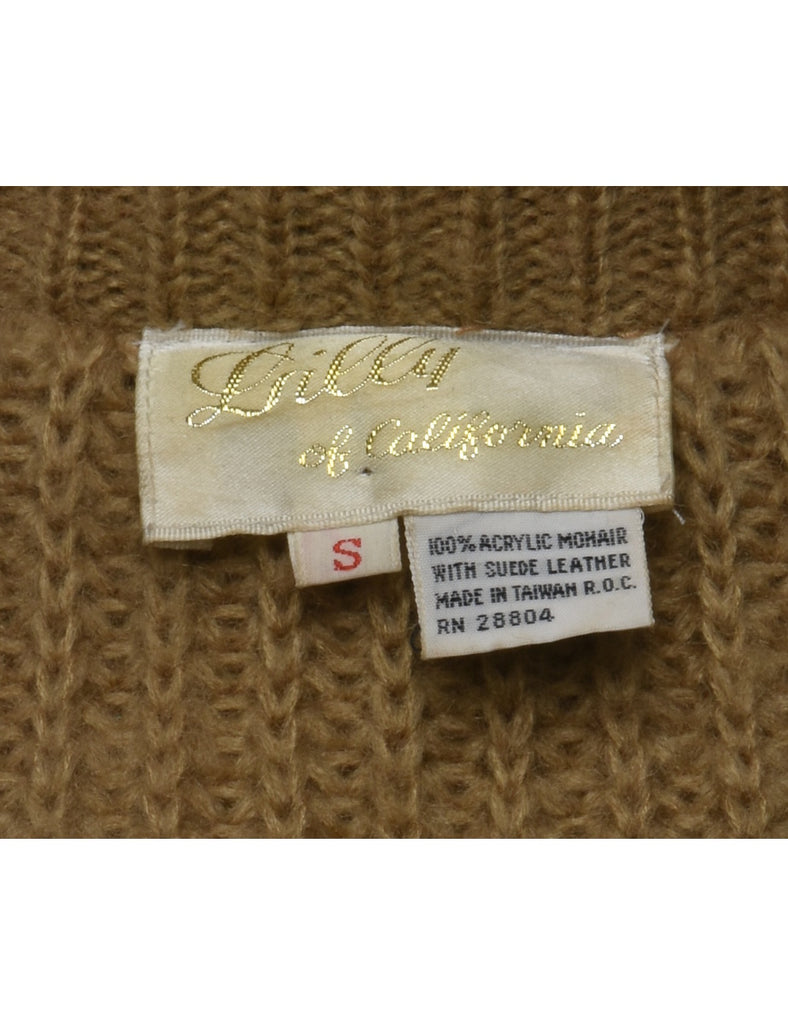 Gilly
of California
S
100% ACRYLIC MOHAIR
WITH SUEDE LEATHER
MADE IN TAIWAN R.O.C.
RN 28804